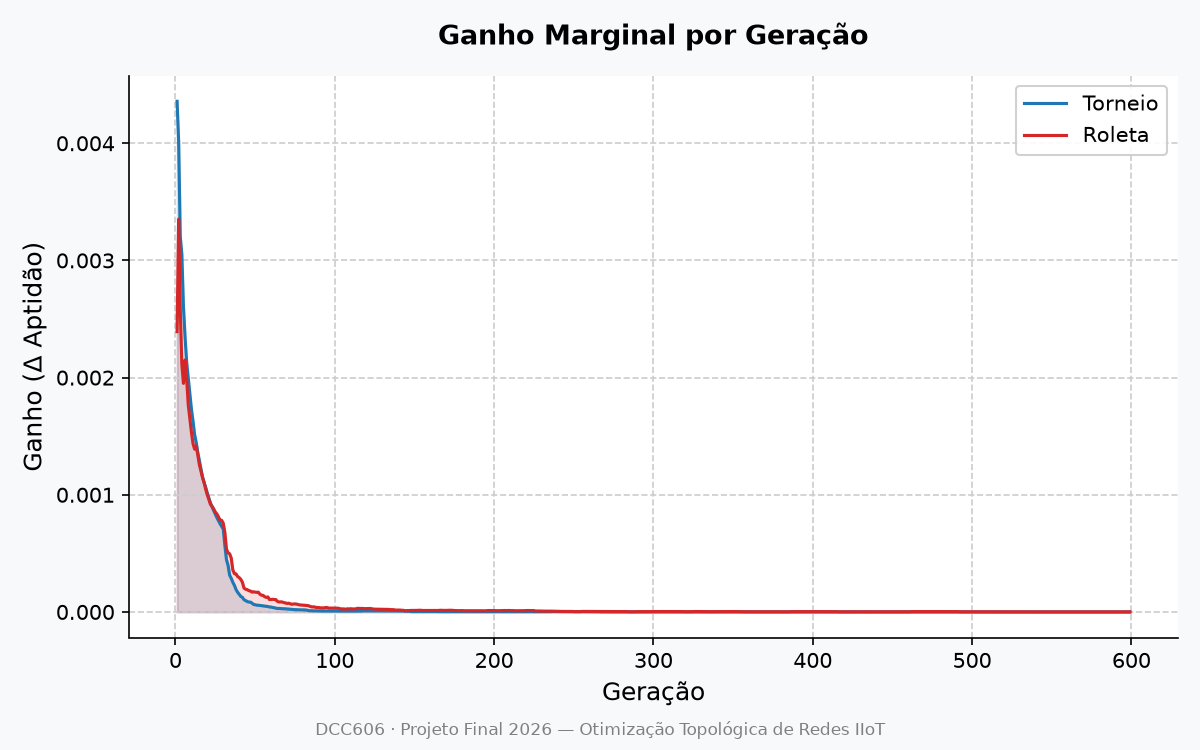 Ganho Marginal por Geração
Torneio
Roleta
Ganho (Δ Aptidão)
0.004
0.003
0.002
0.001
0.000
0 100 200 300 400 500 600
Geração
DCC606 · Projeto Final 2026 — Otimização Topológica de Redes IIoT